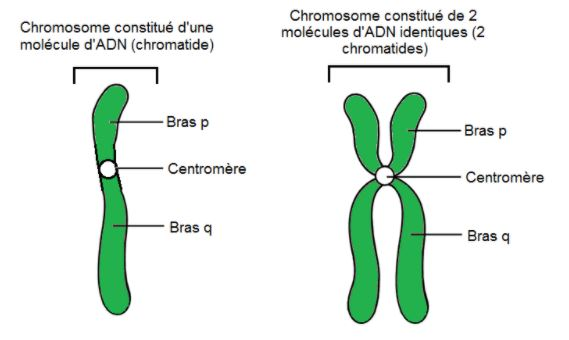 Chromosome constitué d'une
molécule d'ADN (chromatide)
Bras p
Centromère
Bras q
Chromosome constitué de 2
molécules d'ADN identiques (2
chromatides)
Bras p
Centromère
Bras q